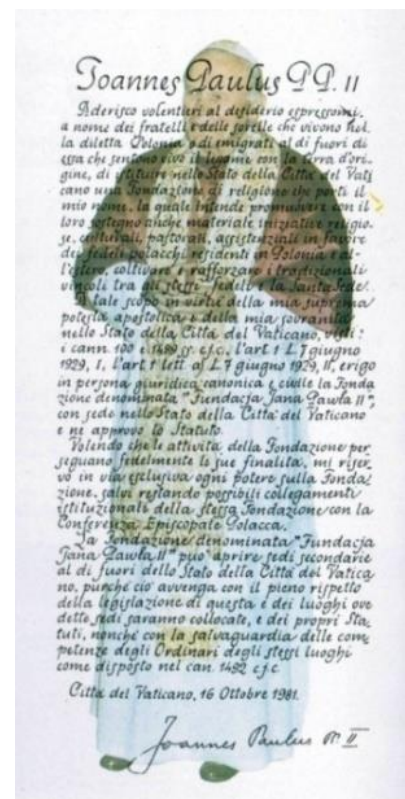 Joannes Paulus PP. II
Aderisco volentieri al desiderio espressomi,
a nome dei fratelli e delle sorelle che vivono nel
la diletta Polonia o di emigrati al di fuori di
essa che sentono vivo il legame con la terra d'ori-
gine, di istituire nello Stato della Città del Vati
cano una Fondazione di religione che porti il
mio nome, la quale intende promuovere con il
loro sostegno anche materiale iniziative religio-
se, culturali, pastorali, assistenziali in favore
dei fedeli polacchi residenti in Polonia e al-
l'estero, coltivare e rafforzare i tradizionali
vincoli tra gli stessi fedeli e la Santa Sede.
tale scopo in virtù della mia suprema
potestà apostolica e della mia sovranità
nello Stato della Città del Vaticano, visti:
i cann. 100 e 1489 ss. c.j.c., l'art 1 L 7 giugno
1929, I, l'art 1 lett. a L 7 giugno 1929, II, erigo
in persona giuridica canonica e civile la Fonda
zione denominata "Fundacja Jana Pawła II",
con sede nello Stato della Città del Vaticano
e ne approvo lo Statuto.
Volendo che le attività della Fondazione per
seguano fedelmente le sue finalità, mi riser
vo in via esclusiva ogni potere sulla Fonda
zione, salvo restando possibili collegamenti
istituzionali della stessa Fondazione con la
Conferenza Episcopale Polacca.
La Fondazione denominata "Fundacja
Jana Pawła II" può aprire sedi secondarie
al di fuori dello Stato della Città del Vatica
no, purché ciò avvenga con il pieno rispetto
della legislazione di questa e dei luoghi ove
dette sedi saranno collocate, e dei propri Sta,
tuti, nonché con la salvaguardia delle com
petenze degli Ordinari degli stessi luoghi
come disposto nel can. 1492 c.j.c.
Città del Vaticano, 16 Ottobre 1981.
Joannes Paulus PP. II